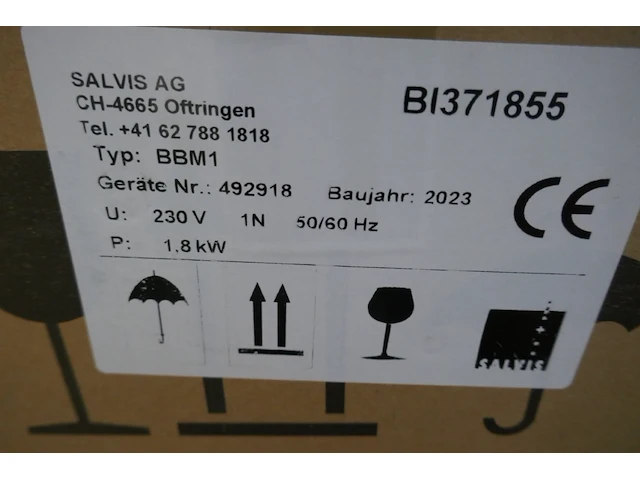 SALVIS AG
CH-4665 Oftringen
Tel. +41 62 788 1818
BI371855
Typ: BBM1
Geräte Nr.: 492918 Baujahr: 2023
U: 230 V 1N 50/60 Hz
P: 1.8 kW
CE
SALVIS